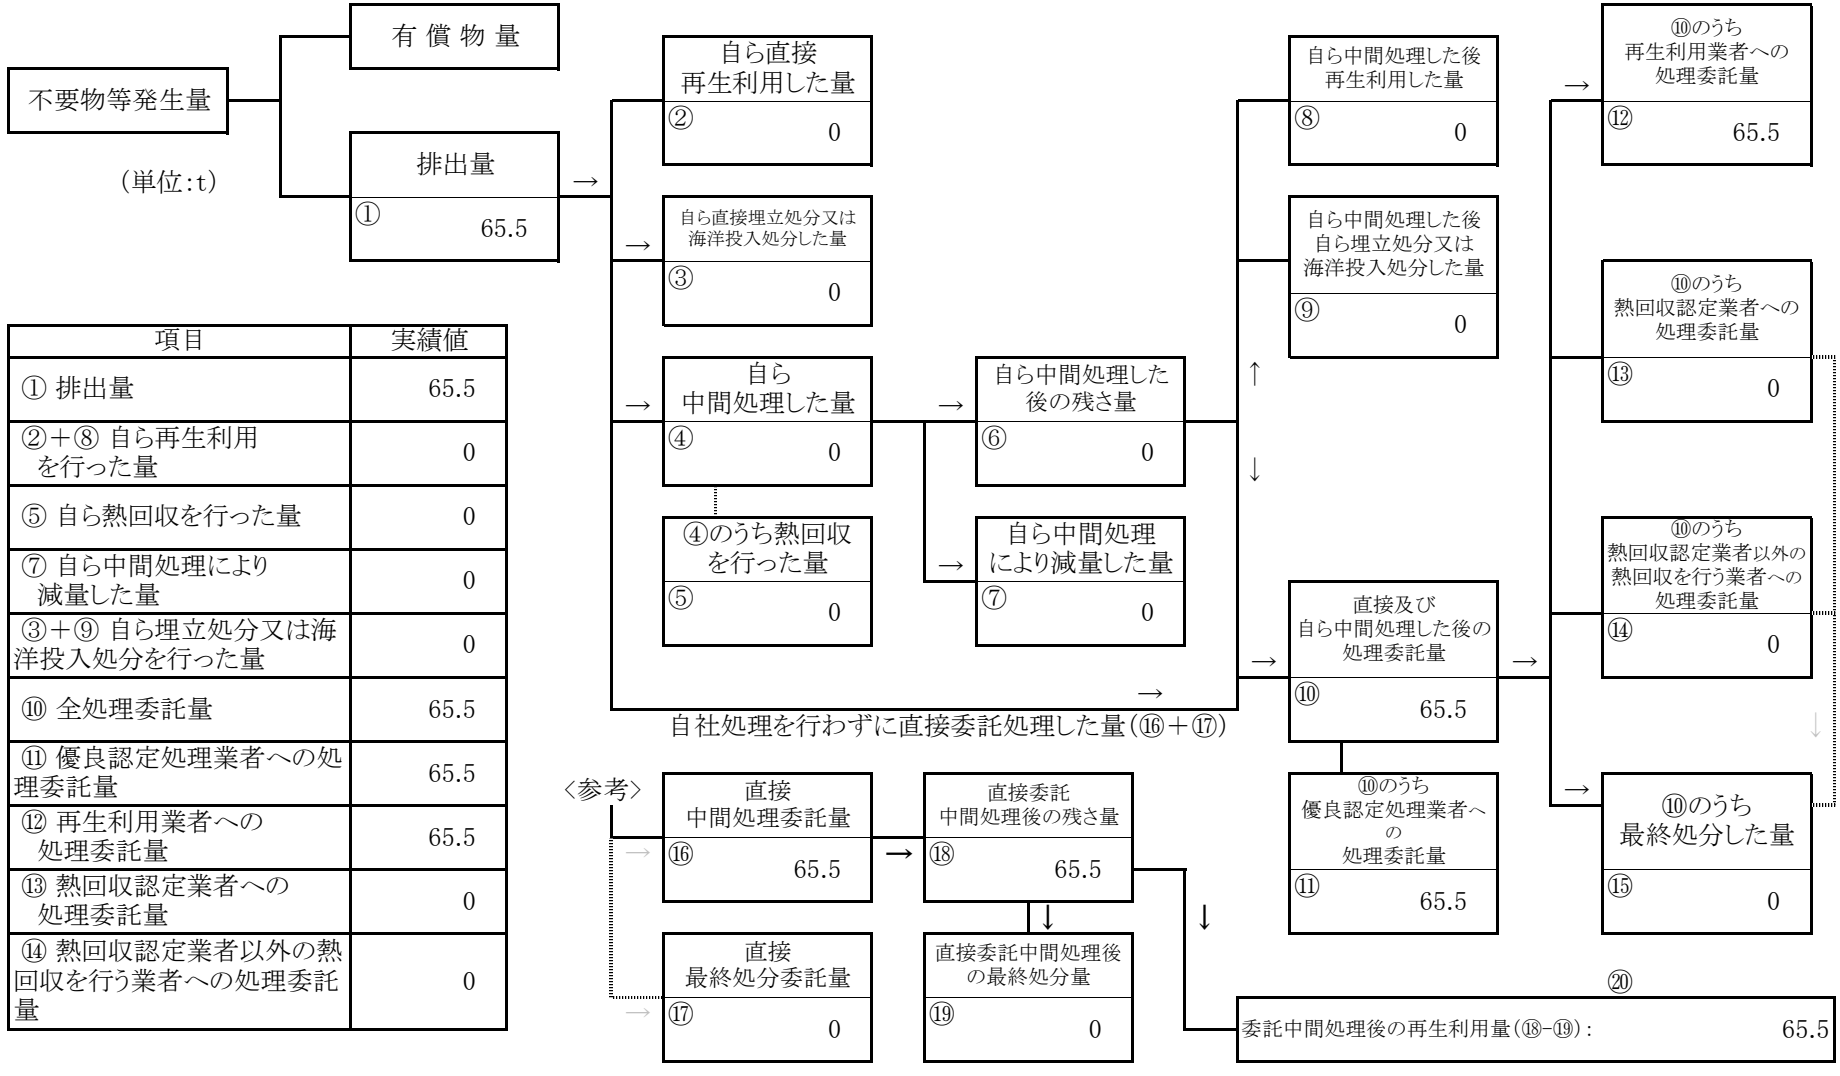 有 償 物 量
不要物等発生量
（単位:t）
排出量
①
65.5
→
自ら直接
再生利用した量
②
0
自ら直接埋立処分又は
海洋投入処分した量
→
③
0
自ら
中間処理した量
→
④
0
④のうち熱回収
を行った量
⑤
0
→
自ら中間処理した
後の残さ量
⑥
0
→
自ら中間処理
により減量した量
⑦
0
自ら中間処理した後
再生利用した量
⑧
0
自ら中間処理した後
自ら埋立処分又は
海洋投入処分した量
⑨
0
↑
↓
→
直接及び
自ら中間処理した後の
処理委託量
⑩
65.5
→
⑩のうち
優良認定処理業者へ
の
処理委託量
⑪
65.5
→
⑩のうち
再生利用業者への
処理委託量
⑫
65.5
⑩のうち
熱回収認定業者への
処理委託量
⑬
0
⑩のうち
熱回収認定業者以外の
熱回収を行う業者への
処理委託量
⑭
0
↓
→
⑩のうち
最終処分した量
⑮
0
→
自社処理を行わずに直接委託処理した量（⑯＋⑰）
〈参考〉
直接
中間処理委託量
→
⑯
65.5
→
直接委託
中間処理後の残さ量
⑱
65.5
↓
↓
直接
最終処分委託量
→
⑰
0
直接委託中間処理後
の最終処分量
⑲
0
⑳
委託中間処理後の再生利用量（⑱-⑲）:
65.5
項目 実績値
① 排出量 65.5
②＋⑧ 自ら再生利用
を行った量
0
⑤ 自ら熱回収を行った量 0
⑦ 自ら中間処理により
減量した量
0
③＋⑨ 自ら埋立処分又は海
洋投入処分を行った量
0
⑩ 全処理委託量 65.5
⑪ 優良認定処理業者への処
理委託量
65.5
⑫ 再生利用業者への
処理委託量
65.5
⑬ 熱回収認定業者への
処理委託量
0
⑭ 熱回収認定業者以外の熱
回収を行う業者への処理委託
量
0